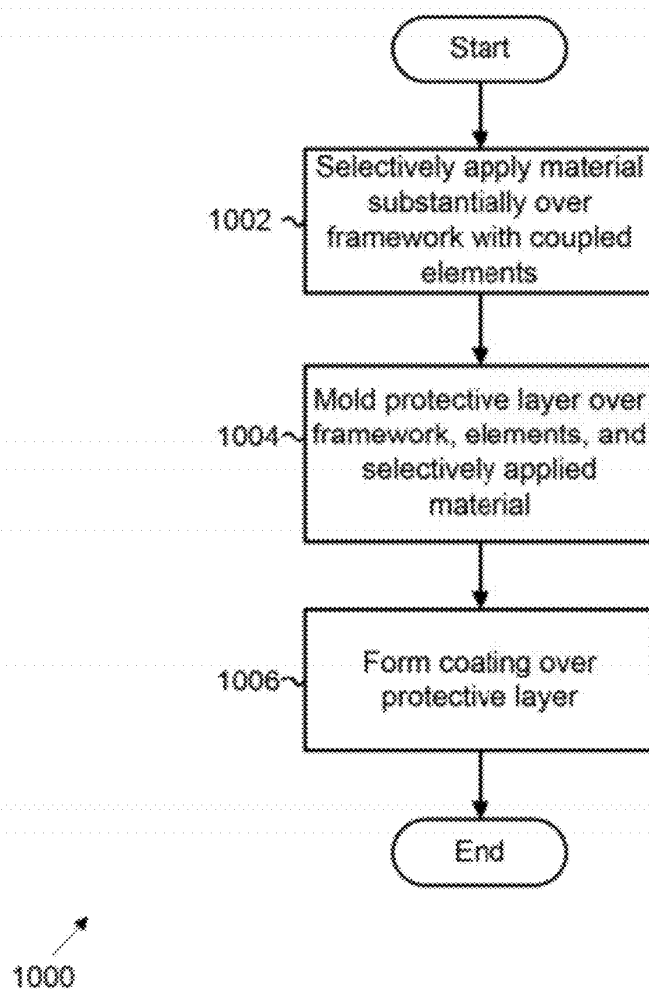 Start
Selectively apply material
substantially over
1002
framework with coupled
elements
Mold protective layer over
1004
framework, elements, and
selectively applied
material
Form coating over
1006
protective layer
End
1000